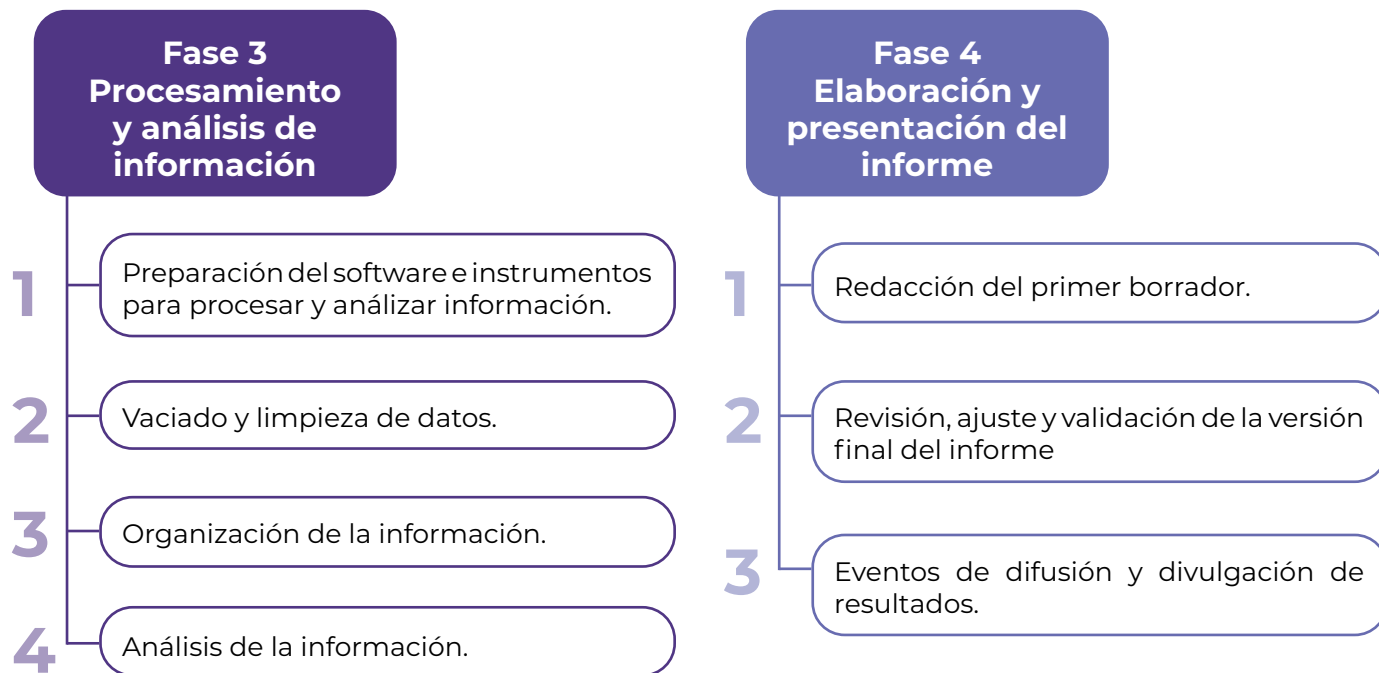 Fase 3
Procesamiento
y análisis de
información
1
Preparación del software e instrumentos
para procesar y análizar información.
2
Vaciado y limpieza de datos.
3
Organización de la información.
4
Análisis de la información.
Fase 4
Elaboración y
presentación del
informe
1
Redacción del primer borrador.
2
Revisión, ajuste y validación de la versión
final del informe
3
Eventos de difusión y divulgación de
resultados.